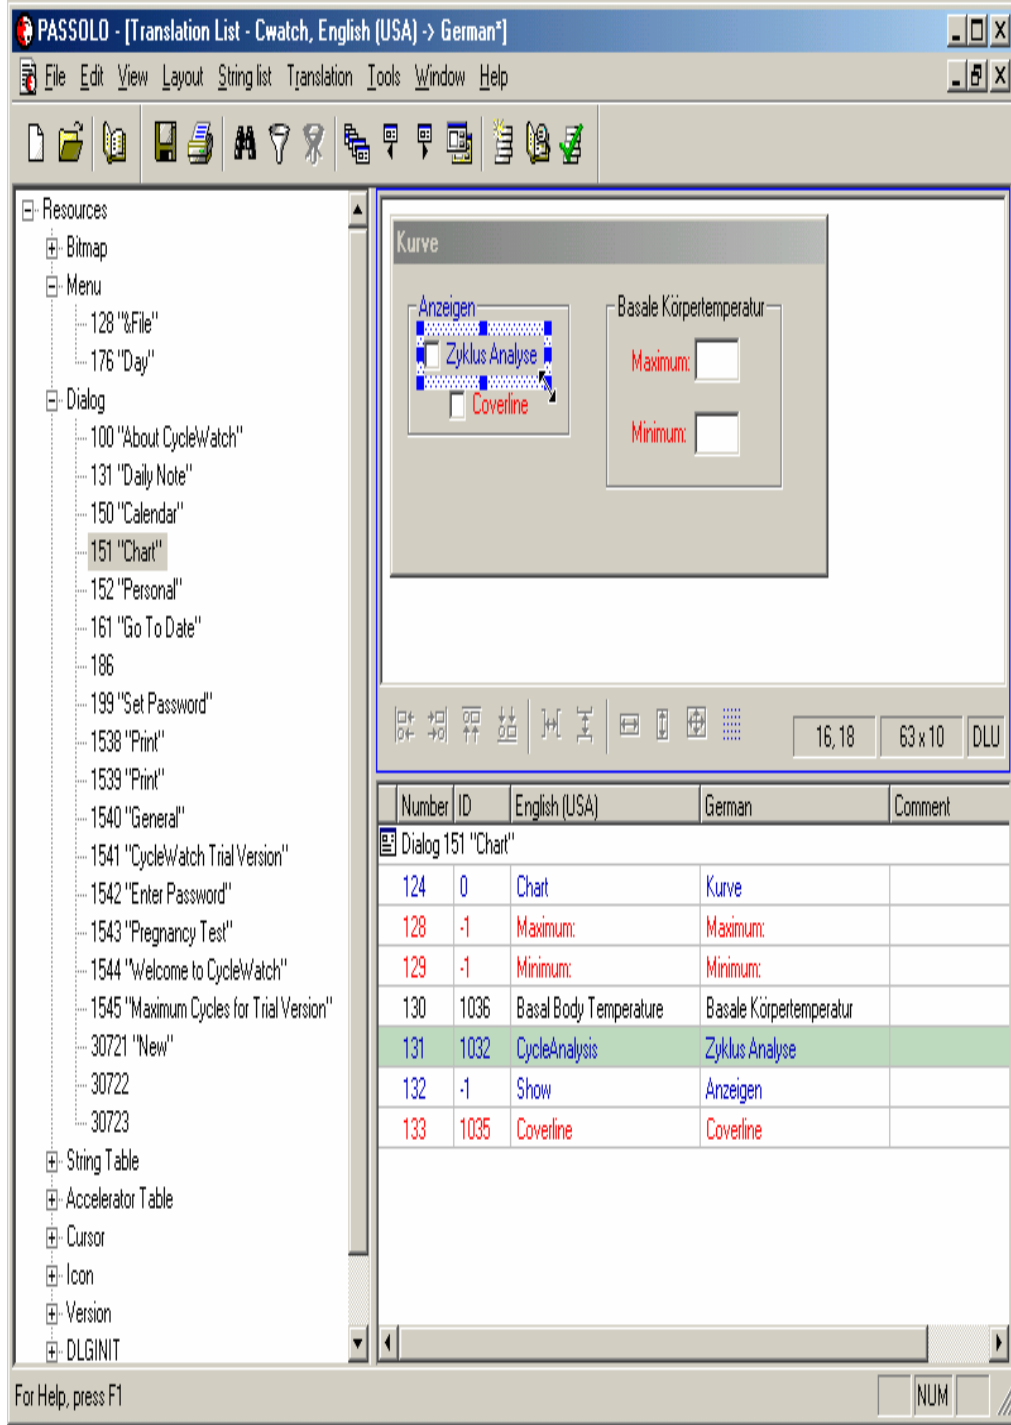 PASSOLO - [Translation List - Cwatch, English (USA) -> German*]
File Edit View Layout String list Translation Tools Window Help
Resources
Bitmap
Menu
128 "&File"
176 "Day"
Dialog
100 "About CycleWatch"
131 "Daily Note"
150 "Calendar"
151 "Chart"
152 "Personal"
161 "Go To Date"
186
199 "Set Password"
1538 "Print"
1539 "Print"
1540 "General"
1541 "CycleWatch Trial Version"
1542 "Enter Password"
1543 "Pregnancy Test"
1544 "Welcome to CycleWatch"
1545 "Maximum Cycles for Trial Version"
30721 "New"
30722
30723
String Table
Accelerator Table
Cursor
Icon
Version
DLGINIT
Kurve
Anzeigen
Zyklus Analyse
Coverline
Basale Körpertemperatur
Maximum:
Minimum:
16, 18 63 x 10 DLU
Number ID English (USA) German Comment
Dialog 151 "Chart"
124 0 Chart Kurve
128 -1 Maximum: Maximum:
129 -1 Minimum: Minimum:
130 1036 Basal Body Temperature Basale Körpertemperatur
131 1032 CycleAnalysis Zyklus Analyse
132 -1 Show Anzeigen
133 1035 Coverline Coverline
For Help, press F1
NUM